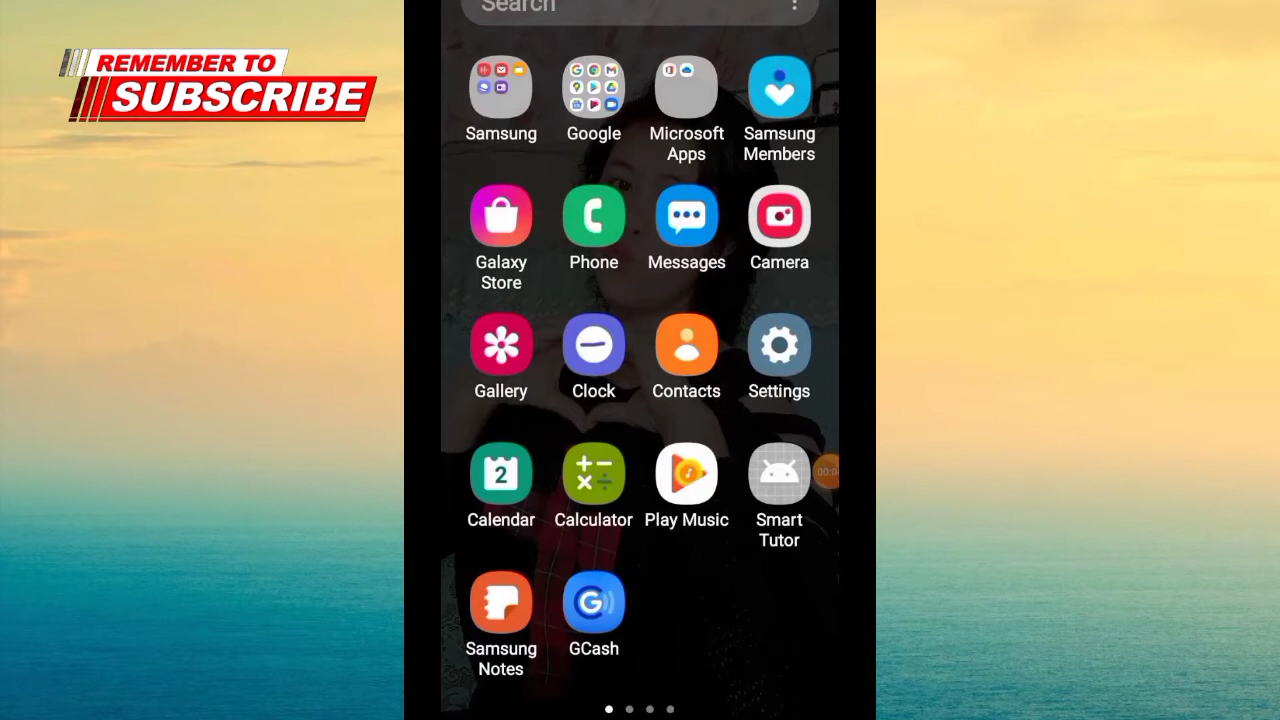 REMEMBER TO
SUBSCRIBE
Search
Samsung
Google
Microsoft
Apps
Samsung
Members
Galaxy
Store
Phone
Messages
Camera
Gallery
Clock
Contacts
Settings
2
Calendar
Calculator
Play Music
Smart
Tutor
Samsung
Notes
GCash